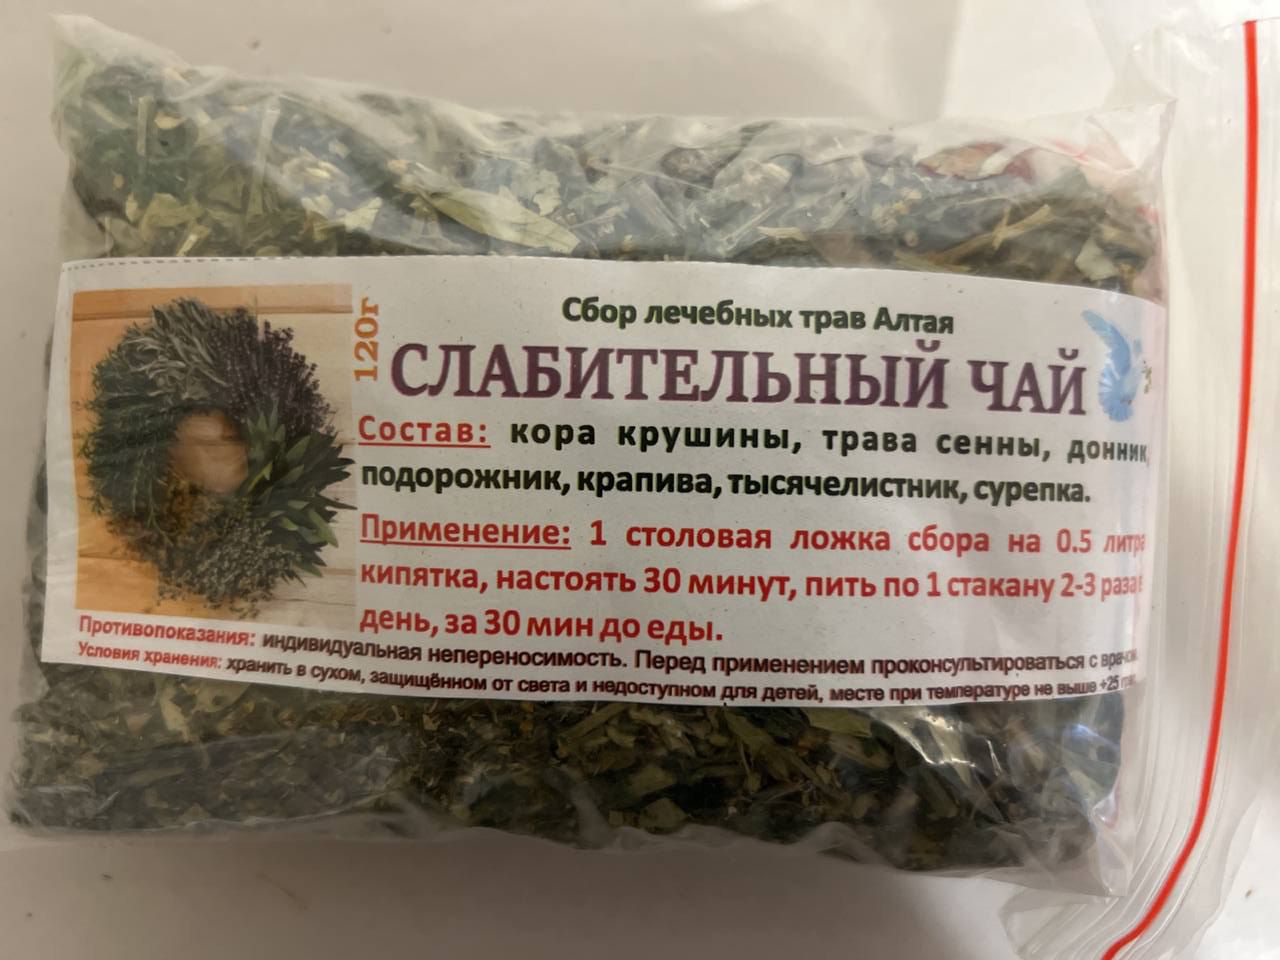 120г
Сбор лечебных трав Алтая
СЛАБИТЕЛЬНЫЙ ЧАЙ
Состав: кора крушины, трава сенны, донник,
подорожник, крапива, тысячелистник, сурепка.
Применение: 1 столовая ложка сбора на 0.5 литра
кипятка, настоять 30 минут, пить по 1 стакану 2-3 раза в
день, за 30 мин до еды.
Противопоказания: индивидуальная непереносимость. Перед применением проконсультироваться с врачом.
Условия хранения: хранить в сухом, защищённом от света и недоступном для детей, месте при температуре не выше +25